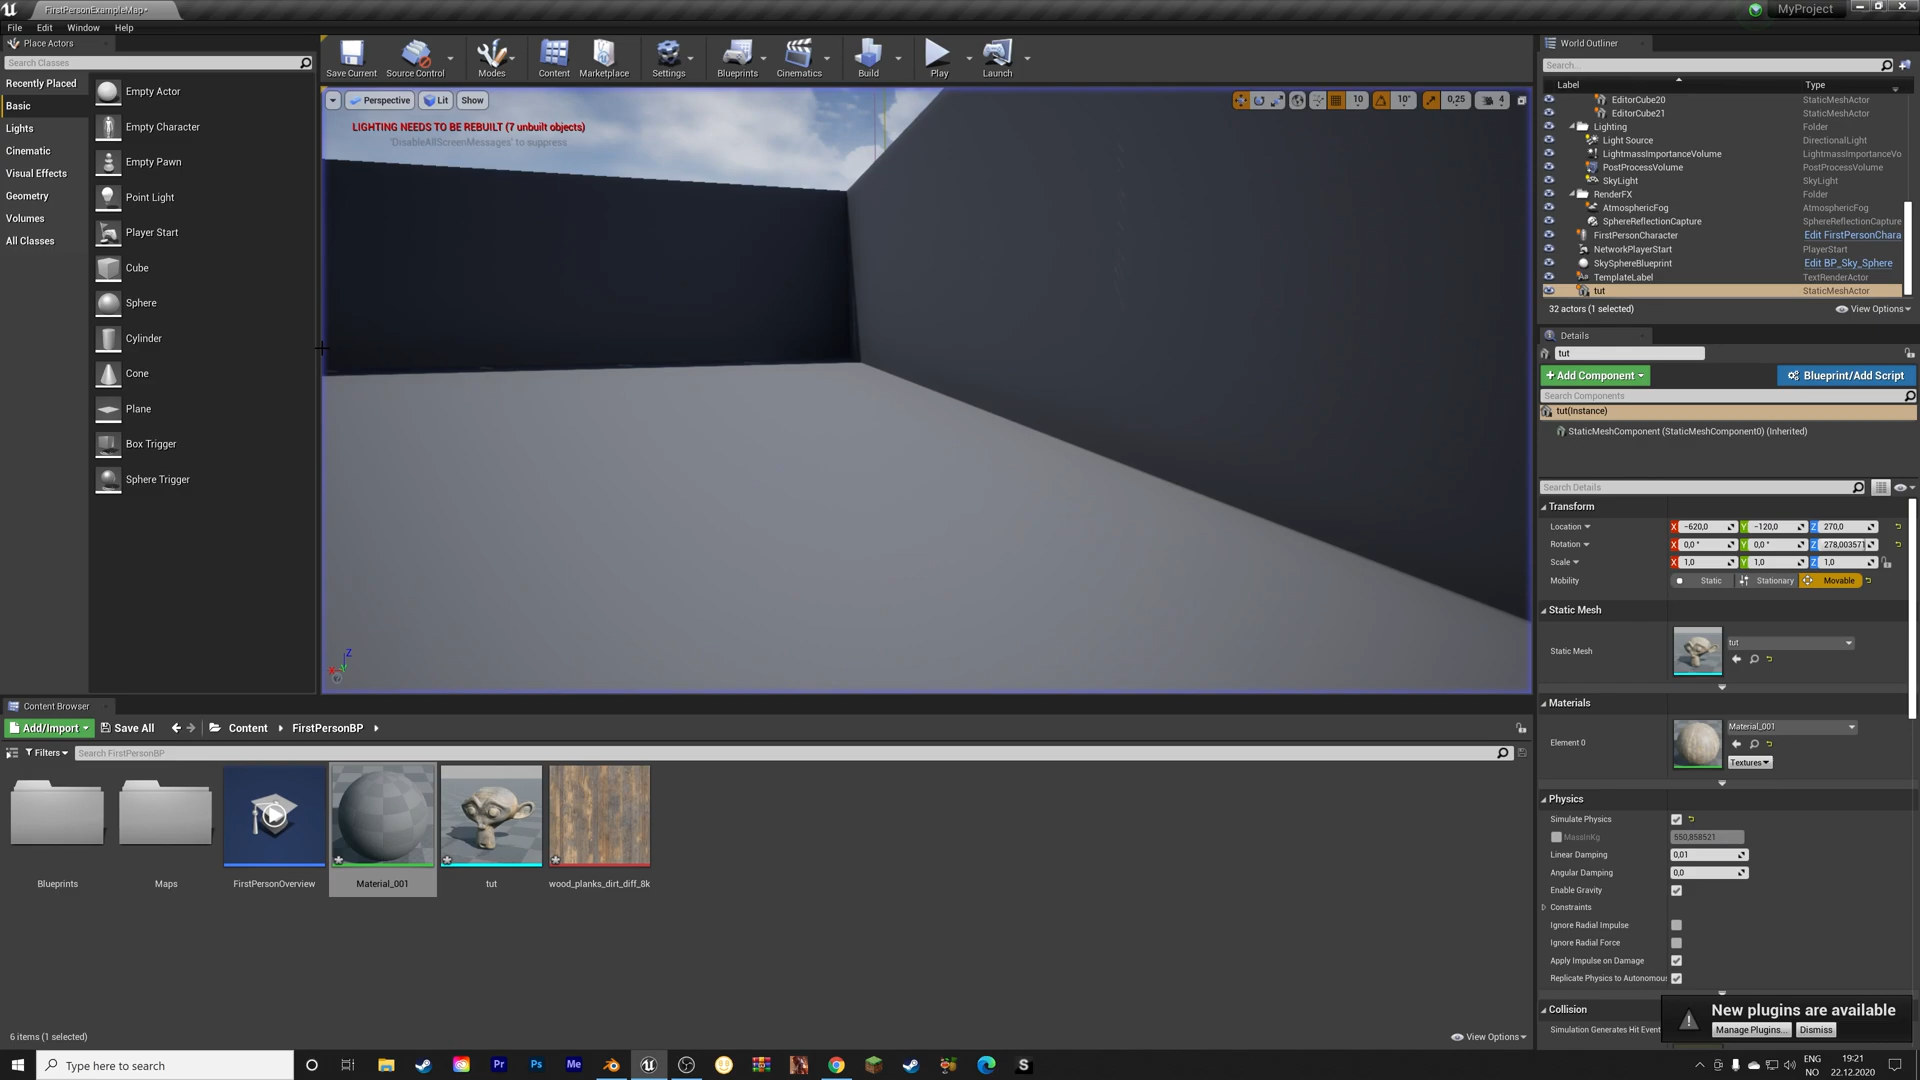 FirstPersonExampleMap*
MyProject
File Edit Window Help
Place Actors
Search Classes
Recently Placed
Basic
Lights
Cinematic
Visual Effects
Geometry
Volumes
All Classes
Empty Actor
Empty Character
Empty Pawn
Point Light
Player Start
Cube
Sphere
Cylinder
Cone
Plane
Box Trigger
Sphere Trigger
Save Current Source Control Modes Content Marketplace Settings Blueprints Cinematics Build Play Launch
Perspective Lit Show
10 10° 0,25 4
LIGHTING NEEDS TO BE REBUILT (7 unbuilt objects)
'DisableAllScreenMessages' to suppress
Z
X
World Outliner
Search...
Label Type
EditorCube20 StaticMeshActor
EditorCube21 StaticMeshActor
Lighting Folder
Light Source DirectionalLight
LightmassImportanceVolume LightmassImportanceVo
PostProcessVolume PostProcessVolume
SkyLight SkyLight
RenderFX Folder
AtmosphericFog AtmosphericFog
SphereReflectionCapture SphereReflectionCapture
FirstPersonCharacter Edit FirstPersonChara
NetworkPlayerStart PlayerStart
SkySphereBlueprint Edit BP_Sky_Sphere
TemplateLabel TextRenderActor
tut StaticMeshActor
32 actors (1 selected) View Options
Details
tut
+ Add Component Blueprint/Add Script
Search Components
tut(Instance)
StaticMeshComponent (StaticMeshComponent0) (Inherited)
Search Details
Transform
Location X -620,0 Y -120,0 Z 270,0
Rotation X 0,0 ° Y 0,0 ° Z 278,003571
Scale X 1,0 Y 1,0 Z 1,0
Mobility Static Stationary Movable
Static Mesh
Static Mesh tut
Materials
Element 0 Material_001
Textures
Physics
Simulate Physics
MassInKg 550,858521
Linear Damping 0,01
Angular Damping 0,0
Enable Gravity
Constraints
Ignore Radial Impulse
Ignore Radial Force
Apply Impulse on Damage
Replicate Physics to Autonomous
Collision
Simulation Generates Hit Event
New plugins are available
Manage Plugins... Dismiss
Content Browser
Add/Import Save All Content FirstPersonBP
Filters Search FirstPersonBP
Blueprints Maps FirstPersonOverview Material_001 tut wood_planks_dirt_diff_8k
6 items (1 selected) View Options
Type here to search
Pr Ps Me S
ENG 19:21
NO 22.12.2020